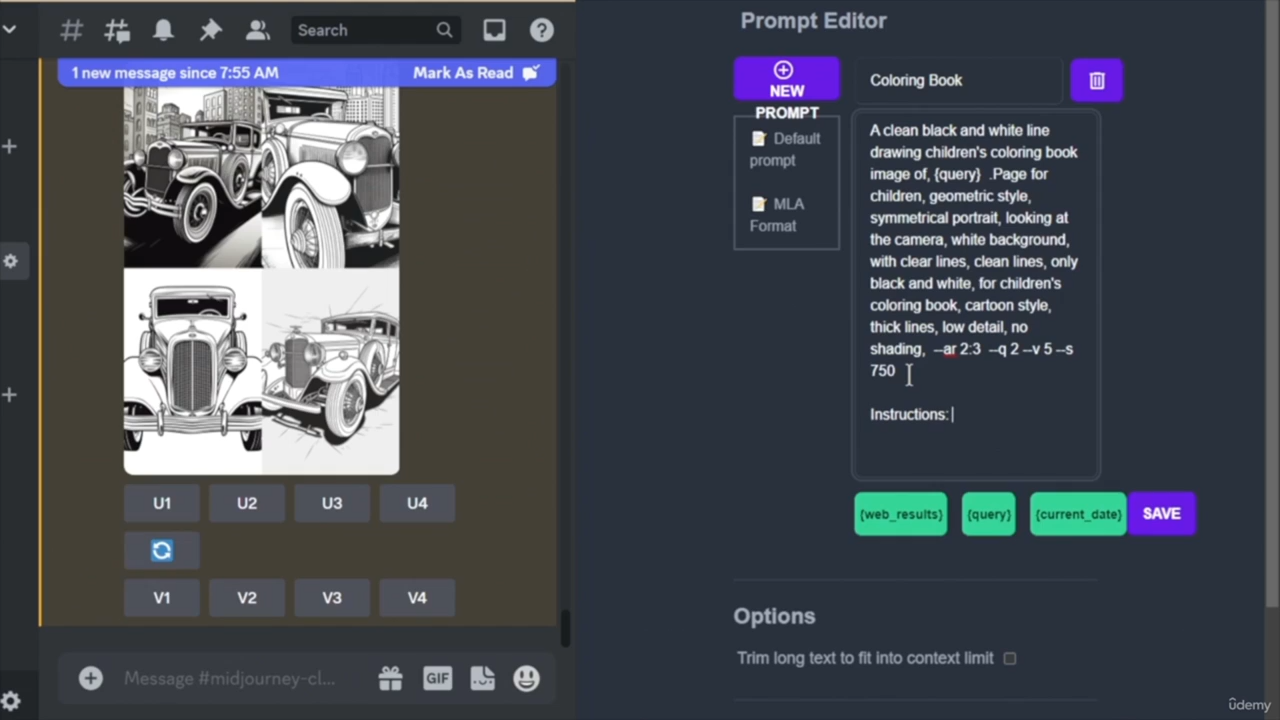 Search
1 new message since 7:55 AM
Mark As Read
U1
U2
U3
U4
V1
V2
V3
V4
Message #midjourney-cl...
GIF
Prompt Editor
NEW
PROMPT
Default
prompt
MLA
Format
Coloring Book
A clean black and white line
drawing children's coloring book
image of, {query}  .Page for
children, geometric style,
symmetrical portrait, looking at
the camera, white background,
with clear lines, clean lines, only
black and white, for children's
coloring book, cartoon style,
thick lines, low detail, no
shading,  --ar 2:3  --q 2 --v 5 --s
750
Instructions:
{web_results}
{query}
{current_date}
SAVE
Options
Trim long text to fit into context limit
ûdemy